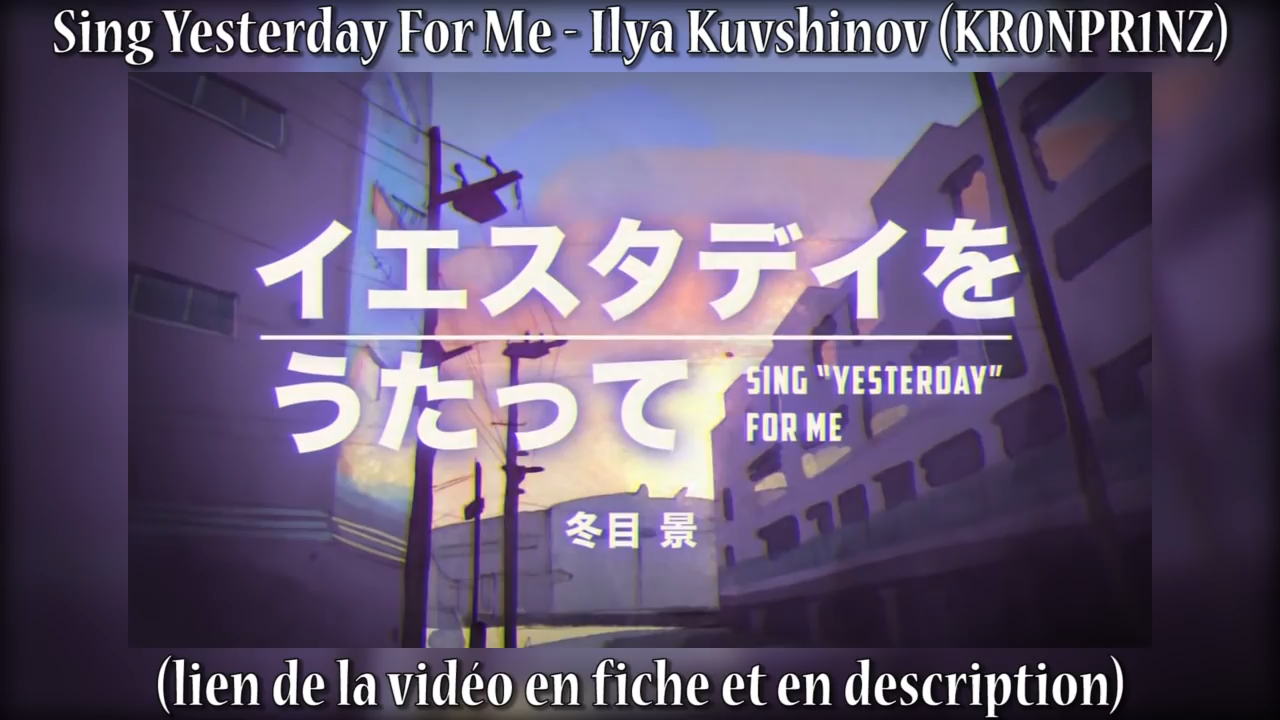 Sing Yesterday For Me - Ilya Kuvshinov (KR0NPR1NZ)
イエスタデイを
うたって
SING “YESTERDAY”
FOR ME
冬目 景
(lien de la vidéo en fiche et en description)